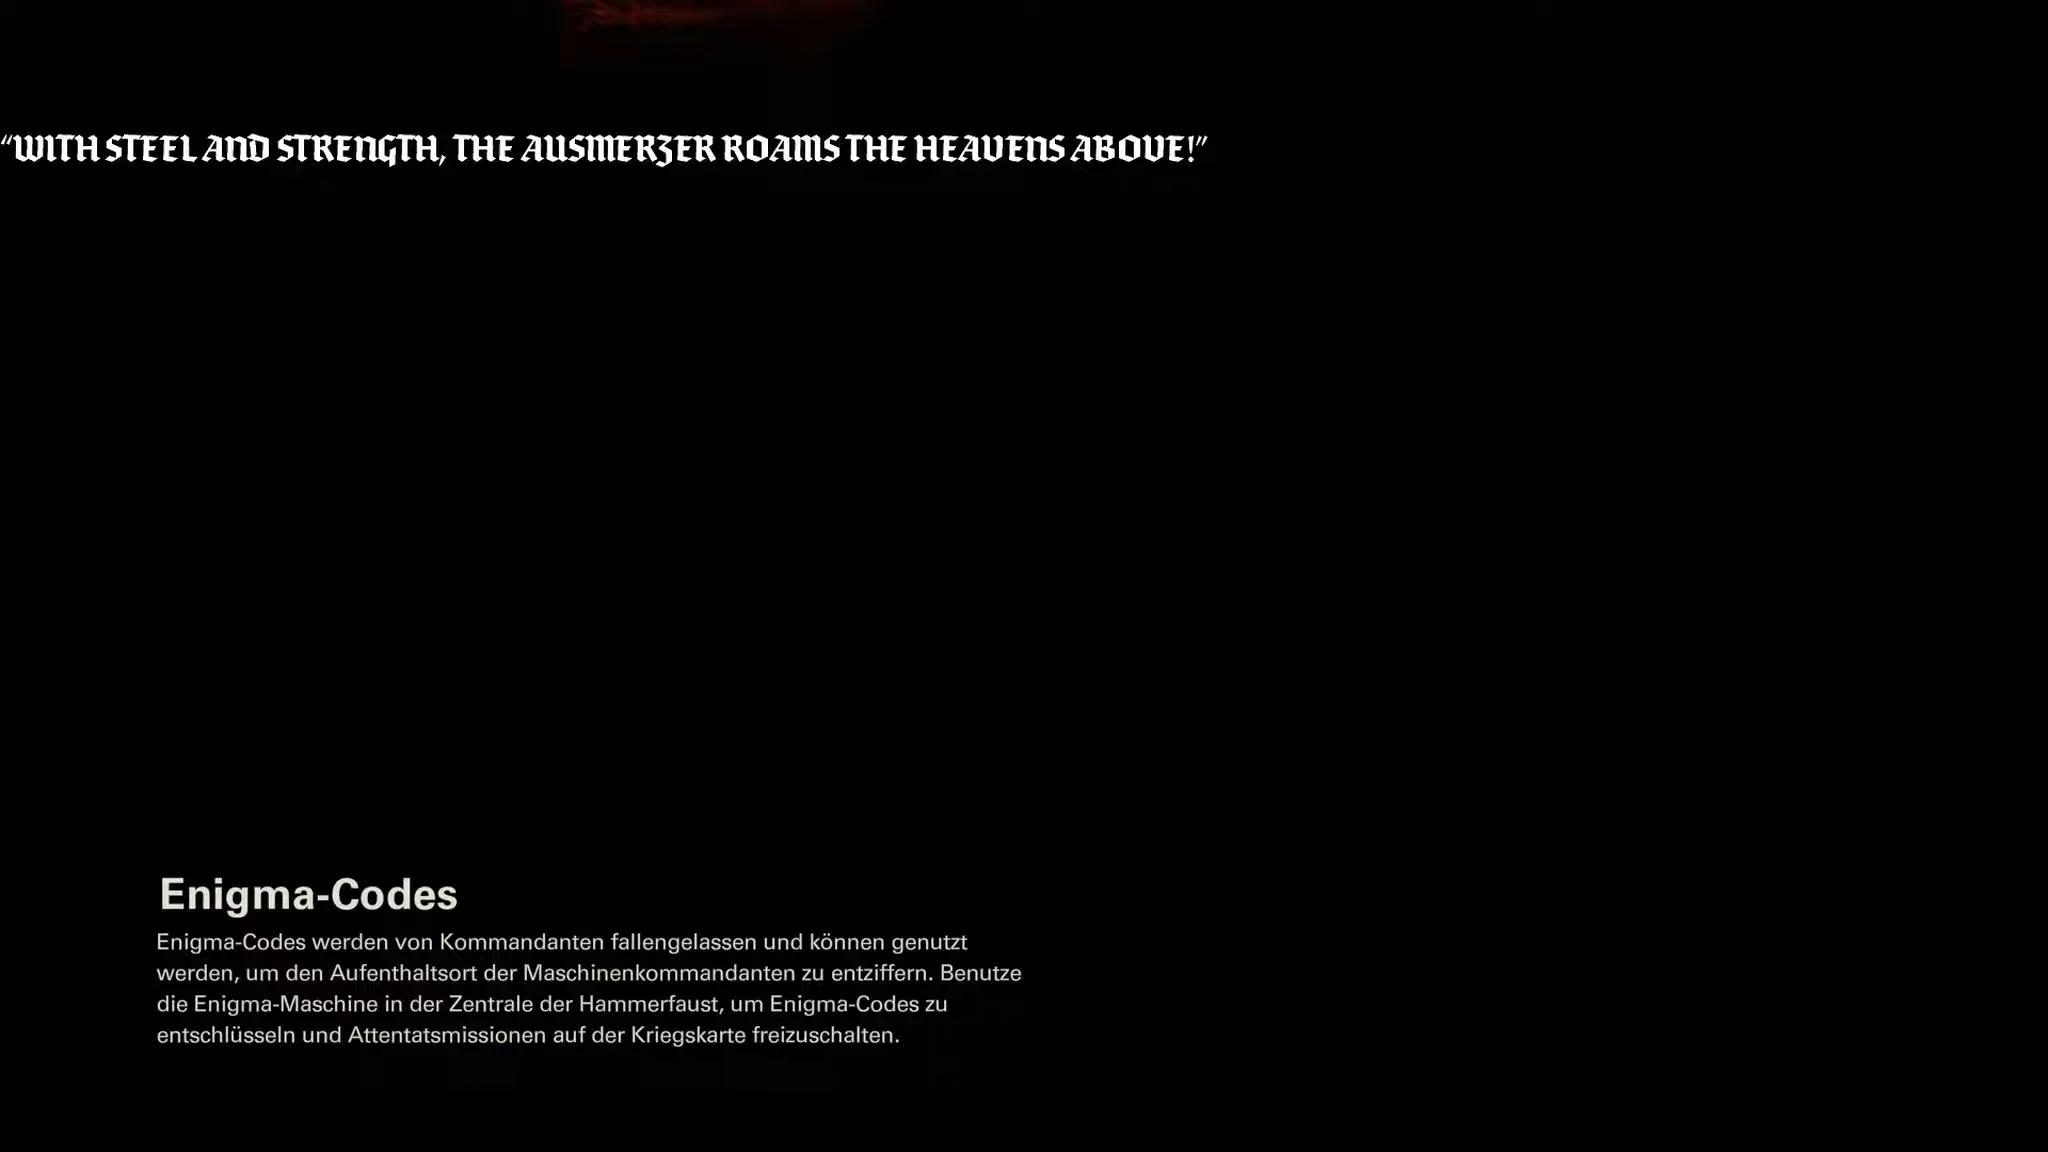 “WITH STEEL AND STRENGTH, THE AUSMERZER ROAMS THE HEAVENS ABOVE!”
Enigma-Codes
Enigma-Codes werden von Kommandanten fallengelassen und können genutzt
werden, um den Aufenthaltsort der Maschinenkommandanten zu entziffern. Benutze
die Enigma-Maschine in der Zentrale der Hammerfaust, um Enigma-Codes zu
entschlüsseln und Attentatsmissionen auf der Kriegskarte freizuschalten.